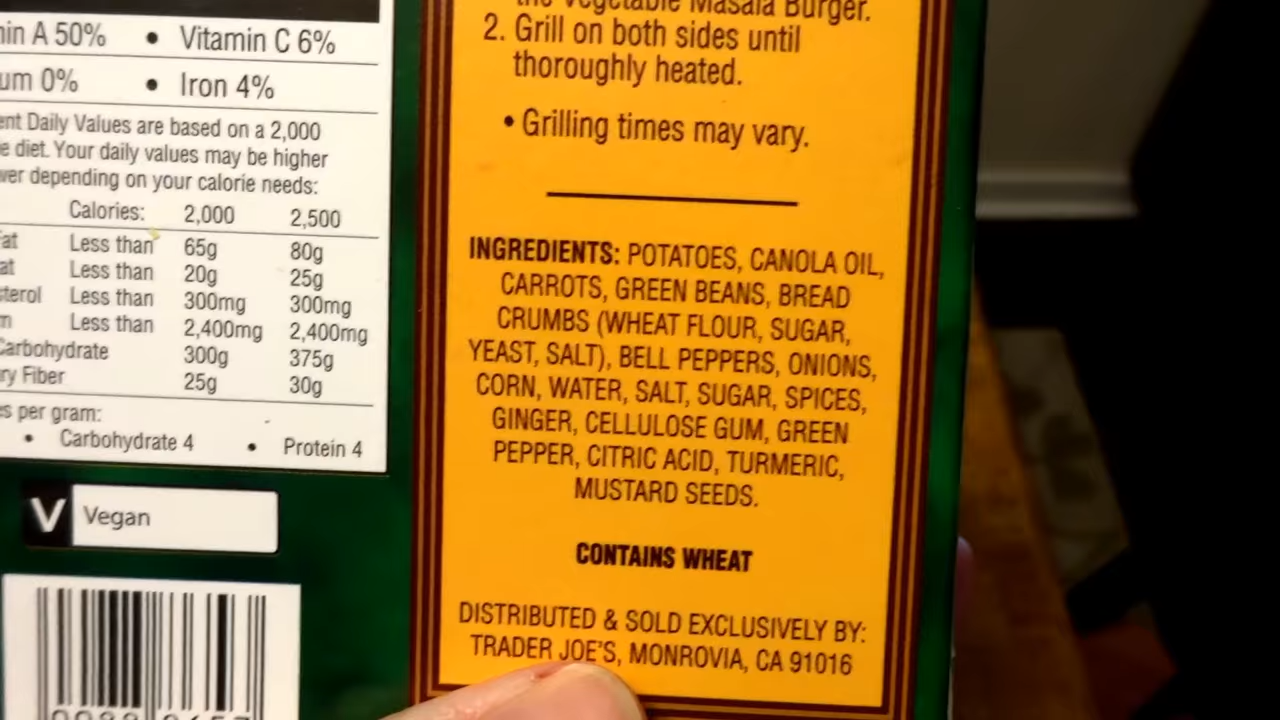 in A 50% • Vitamin C 6%
um 0% • Iron 4%
ent Daily Values are based on a 2,000
e diet. Your daily values may be higher
wer depending on your calorie needs:
Calories: 2,000 2,500
Fat Less than 65g 80g
at Less than 20g 25g
sterol Less than 300mg 300mg
m Less than 2,400mg 2,400mg
Carbohydrate 300g 375g
ry Fiber 25g 30g
es per gram:
• Carbohydrate 4 • Protein 4
V Vegan
the Vegetable Masala Burger.
2. Grill on both sides until
thoroughly heated.
• Grilling times may vary.
INGREDIENTS: POTATOES, CANOLA OIL,
CARROTS, GREEN BEANS, BREAD
CRUMBS (WHEAT FLOUR, SUGAR,
YEAST, SALT), BELL PEPPERS, ONIONS,
CORN, WATER, SALT, SUGAR, SPICES,
GINGER, CELLULOSE GUM, GREEN
PEPPER, CITRIC ACID, TURMERIC,
MUSTARD SEEDS.
CONTAINS WHEAT
DISTRIBUTED & SOLD EXCLUSIVELY BY:
TRADER JOE'S, MONROVIA, CA 91016